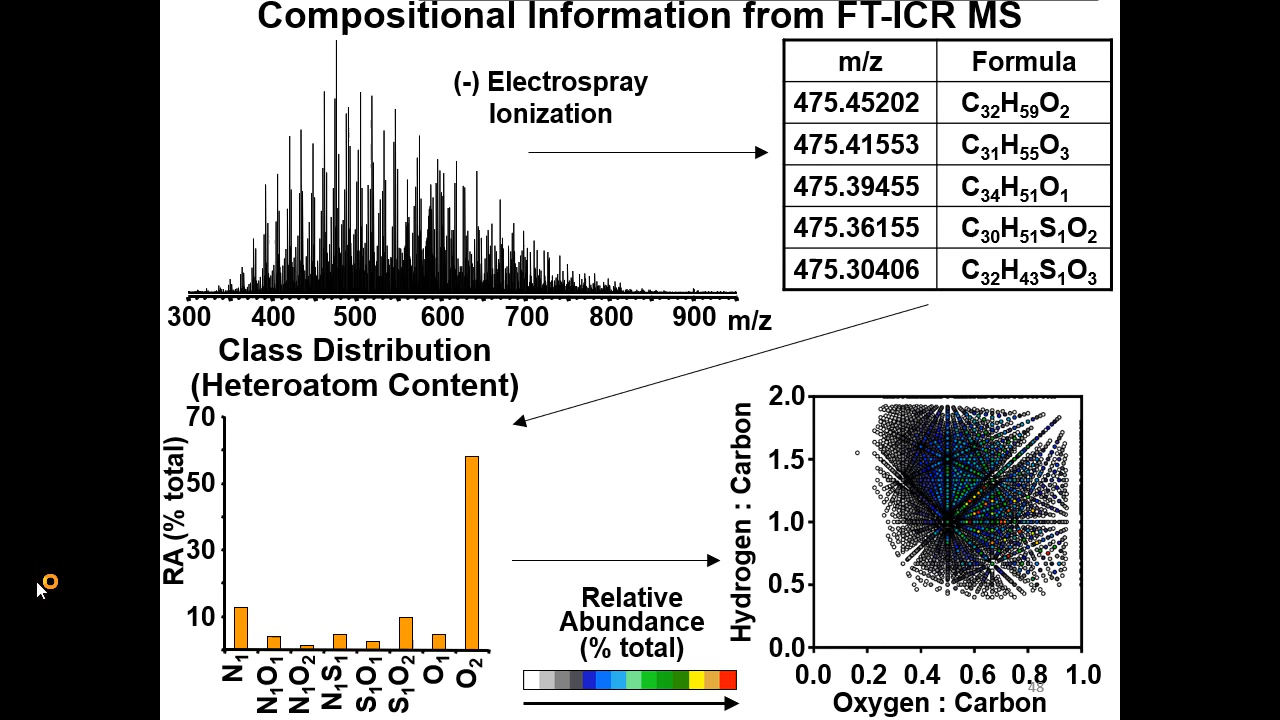 Compositional Information from FT-ICR MS
(-) Electrospray
Ionization
m/z Formula
475.45202 C32H59O2
475.41553 C31H55O3
475.39455 C34H51O1
475.36155 C30H51S1O2
475.30406 C32H43S1O3
300 400 500 600 700 800 900 m/z
Class Distribution
(Heteroatom Content)
RA (% total)
70
50
30
10
N1 N1O1 N1O2 N1S1 S1O1 S1O2 O1 O2
Relative
Abundance
(% total)
Hydrogen : Carbon
2.0
1.5
1.0
0.5
0.0
0.0 0.2 0.4 0.6 0.8 1.0
48
Oxygen : Carbon